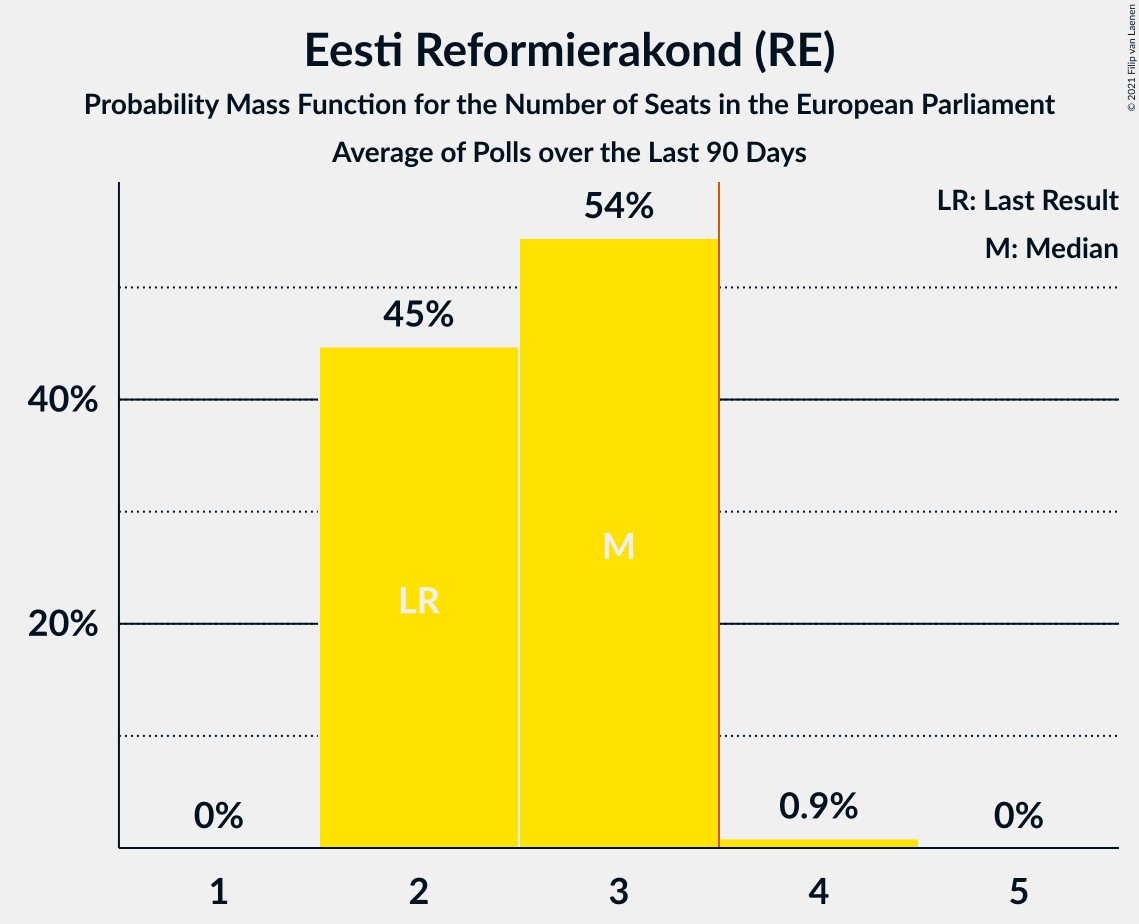 Eesti Reformierakond (RE)
Probability Mass Function for the Number of Seats in the European Parliament
Average of Polls over the Last 90 Days
© 2021 Filip van Laenen
LR: Last Result
M: Median
54%
45%
40%
M
LR
20%
0%
0.9%
0%
1 2 3 4 5